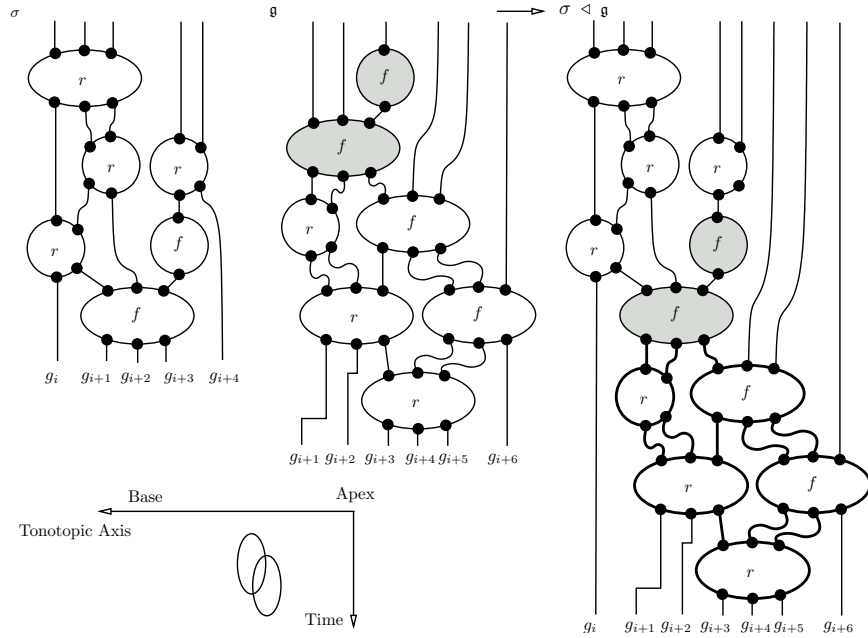 σ
r
r
r
r
f
f
g_i g_{i+1} g_{i+2} g_{i+3} g_{i+4}
𝔤
f
f
r
f
r
f
r
g_{i+1} g_{i+2} g_{i+3} g_{i+4} g_{i+5} g_{i+6}
σ ◁ 𝔤
r
r
r
r
f
f
r
f
r
f
r
g_i g_{i+1} g_{i+2} g_{i+3} g_{i+4} g_{i+5} g_{i+6}
Base
Apex
Tonotopic Axis
Time